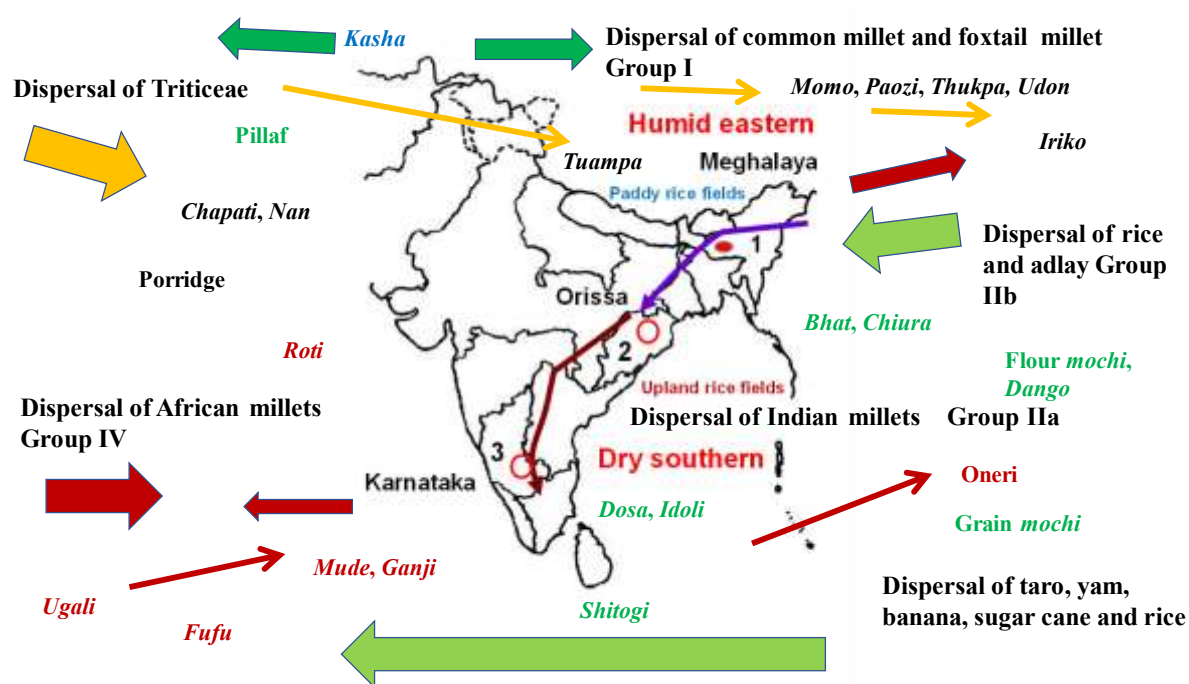 Kasha
Dispersal of common millet and foxtail millet
Group I
Dispersal of Triticeae
Momo, Paozi, Thukpa, Udon
Pillaf
Humid eastern
Iriko
Tuampa
Meghalaya
Paddy rice fields
Chapati, Nan
1
Dispersal of rice
and adlay Group
IIb
Porridge
Orissa
Bhat, Chiura
2
Roti
Flour mochi,
Dango
Upland rice fields
Dispersal of African millets
Group IV
Dispersal of Indian millets Group IIa
3
Dry southern
Karnataka
Oneri
Dosa, Idoli
Grain mochi
Mude, Ganji
Dispersal of taro, yam,
banana, sugar cane and rice
Ugali
Shitogi
Fufu